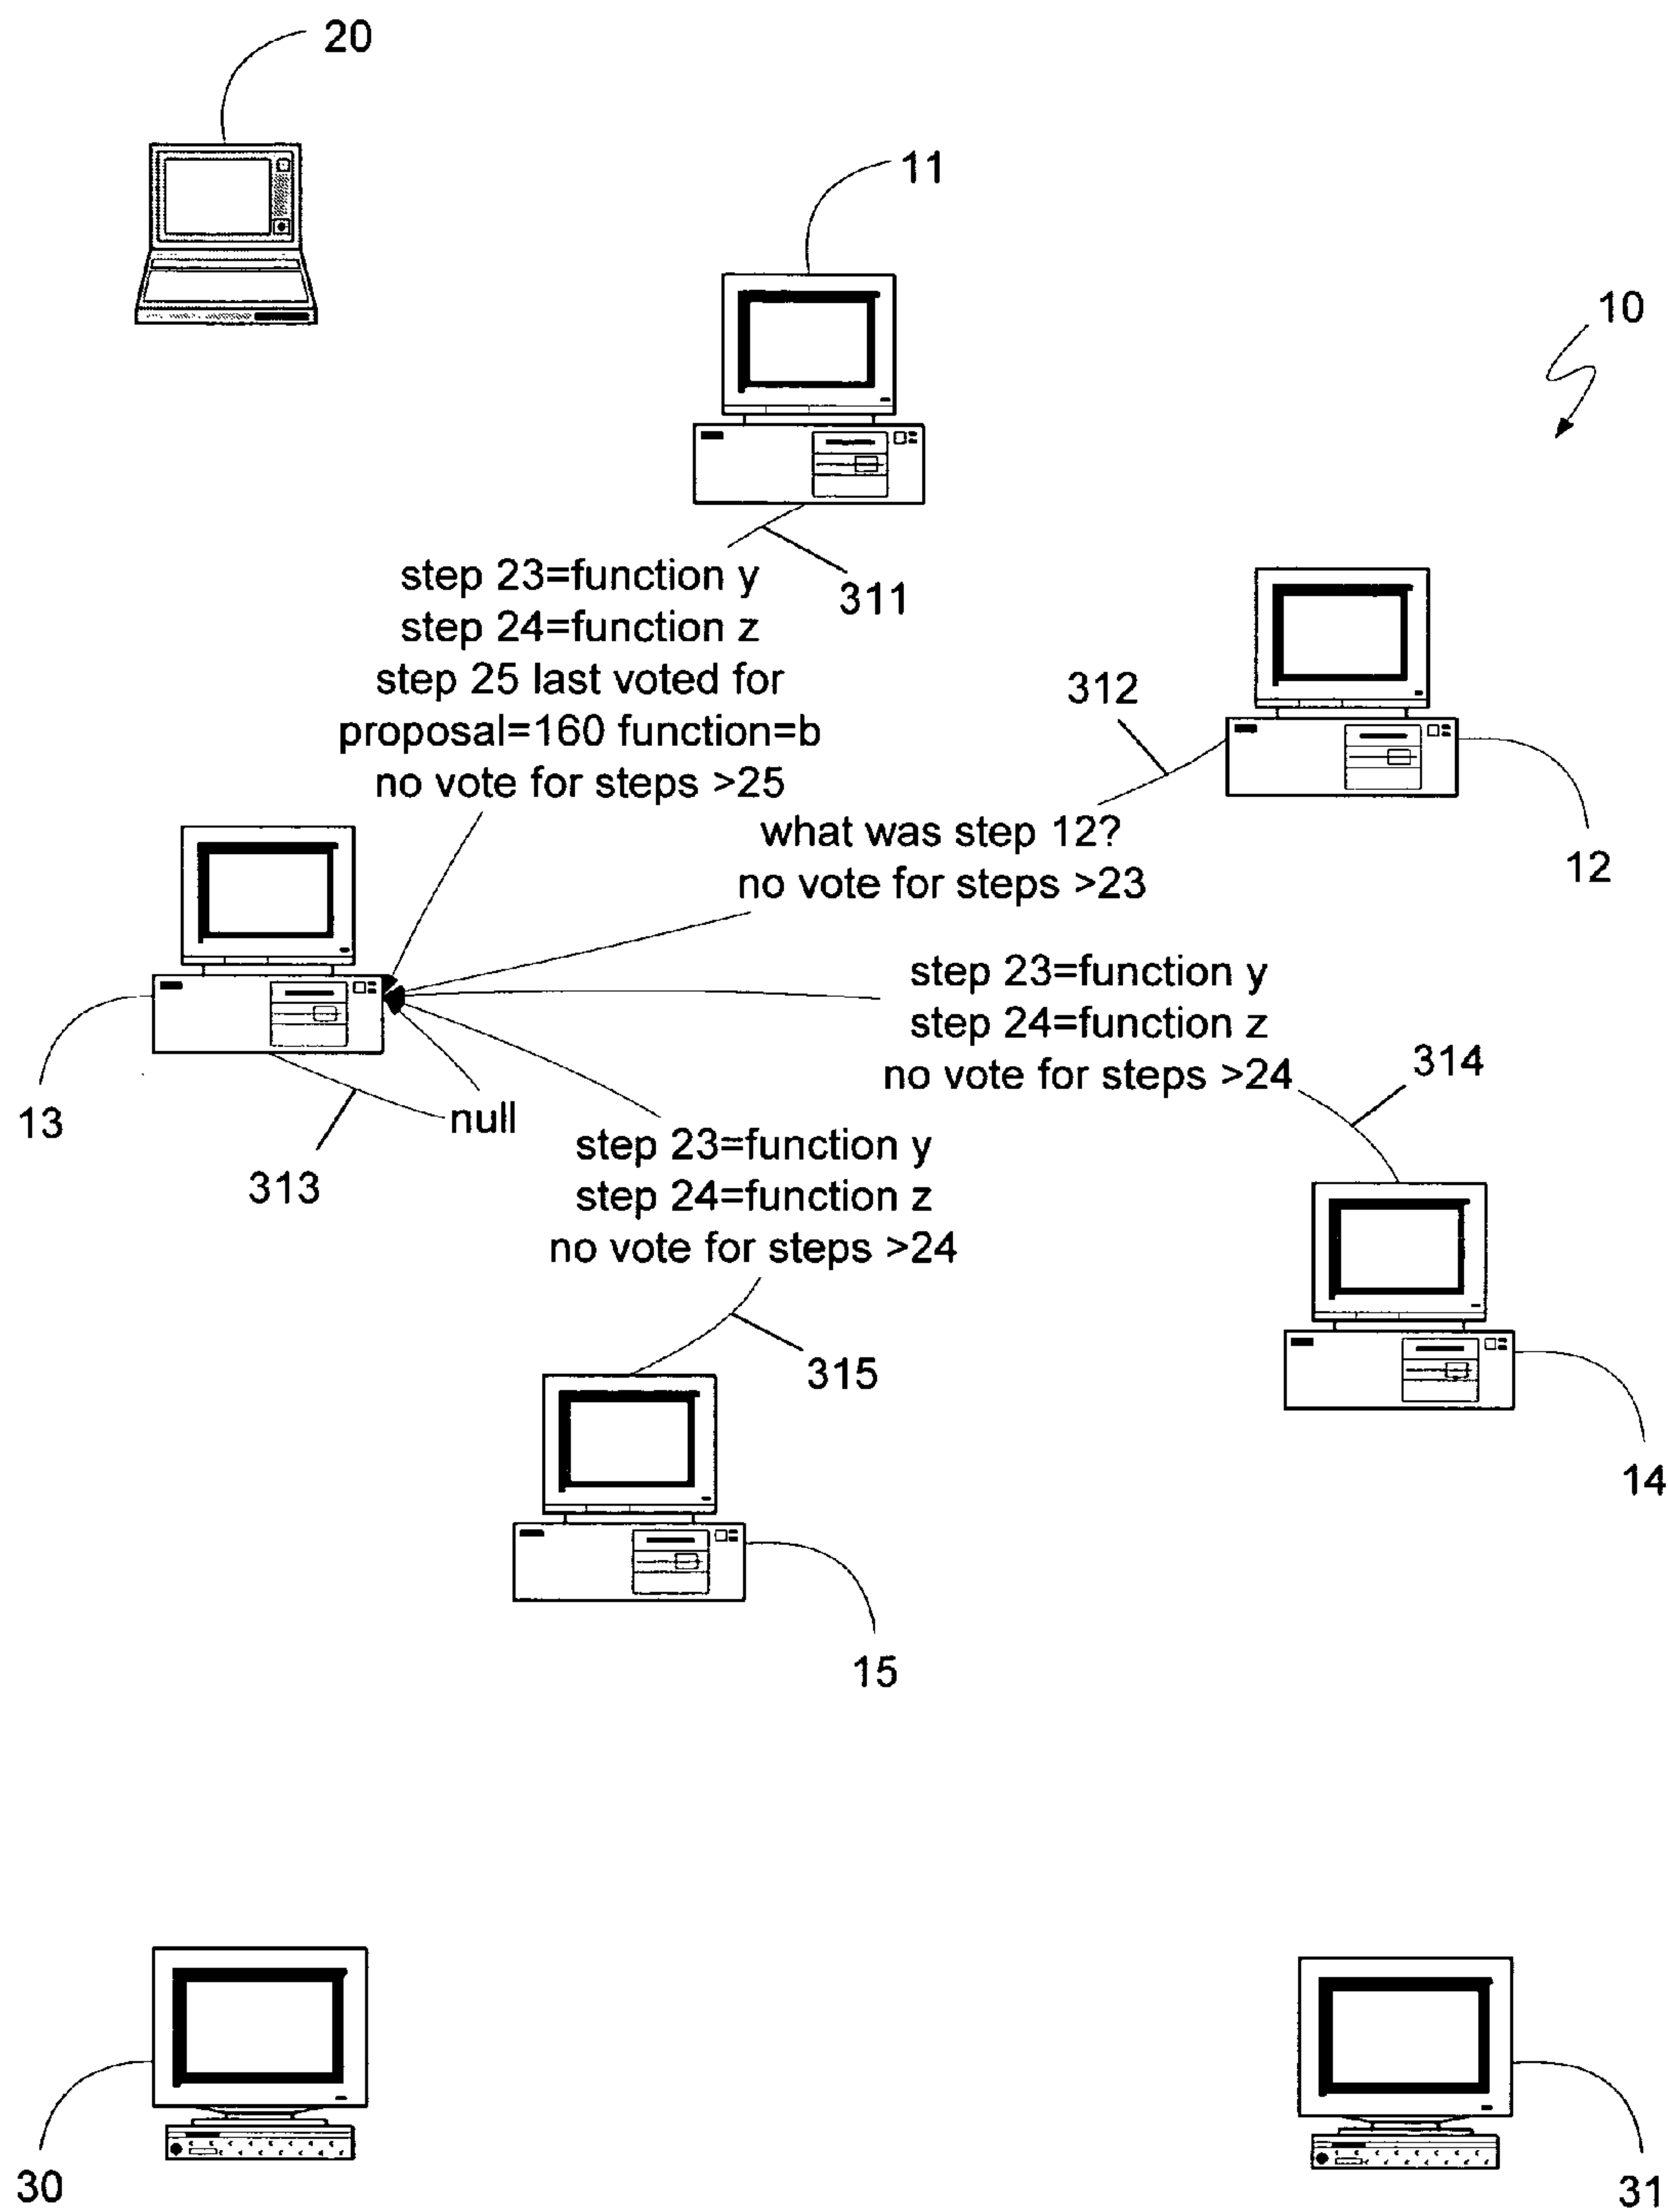 20
11
10
step 23=function y
step 24=function z
step 25 last voted for
proposal=160 function=b
no vote for steps >25
311
312
what was step 12?
no vote for steps >23
12
step 23=function y
step 24=function z
no vote for steps >24
314
13
null
313
step 23=function y
step 24=function z
no vote for steps >24
315
14
15
30
31